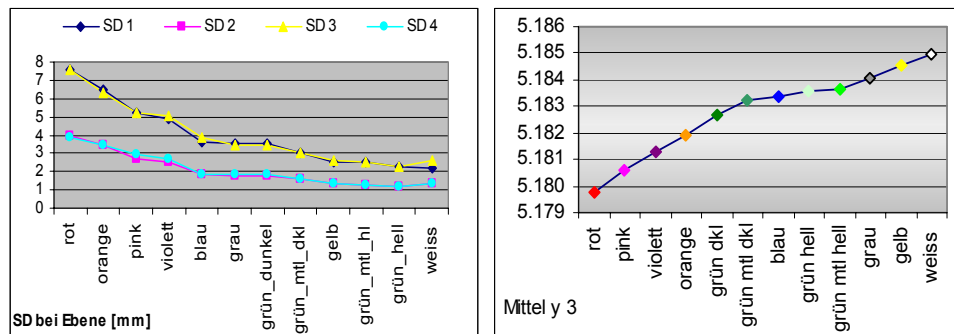 SD 1 SD 2 SD 3 SD 4
8
7
6
5
4
3
2
1
0
rot
orange
pink
violett
blau
grau
grün_dunkel
grün_mtl_dkl
gelb
grün_mtl_hl
grün_hell
weiss
SD bei Ebene [mm]
5.186
5.185
5.184
5.183
5.182
5.181
5.180
5.179
rot
pink
violett
orange
grün dkl
grün mtl dkl
blau
grün hell
grün mtl hell
grau
gelb
weiss
Mittel y 3